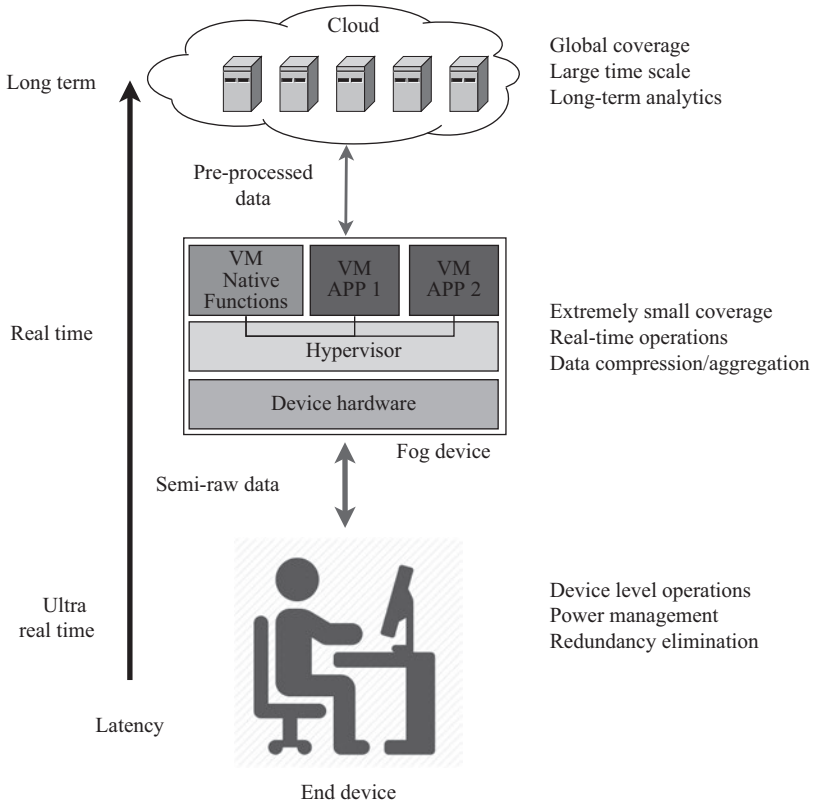 Cloud
Global coverage
Large time scale
Long-term analytics
Long term
Pre-processed
data
VM
Native
Functions
VM
APP 1
VM
APP 2
Hypervisor
Device hardware
Fog device
Real time
Extremely small coverage
Real-time operations
Data compression/aggregation
Semi-raw data
Ultra
real time
Device level operations
Power management
Redundancy elimination
Latency
End device